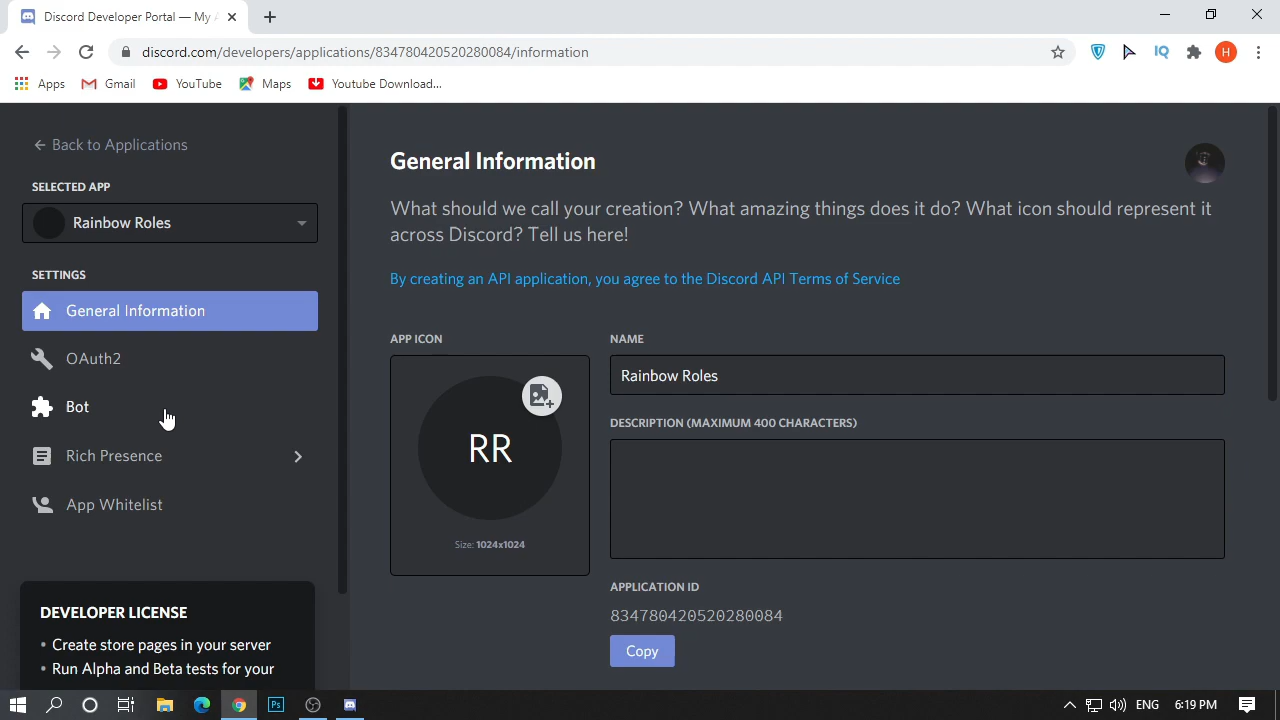 Discord Developer Portal — My A
discord.com/developers/applications/834780420520280084/information
IQ
H
Apps
Gmail
YouTube
Maps
Youtube Download...
Back to Applications
SELECTED APP
Rainbow Roles
SETTINGS
General Information
OAuth2
Bot
Rich Presence
App Whitelist
DEVELOPER LICENSE
• Create store pages in your server
• Run Alpha and Beta tests for your
General Information
What should we call your creation? What amazing things does it do? What icon should represent it
across Discord? Tell us here!
By creating an API application, you agree to the Discord API Terms of Service
APP ICON
RR
Size: 1024x1024
NAME
Rainbow Roles
DESCRIPTION (MAXIMUM 400 CHARACTERS)
APPLICATION ID
834780420520280084
Copy
Ps
ENG
6:19 PM